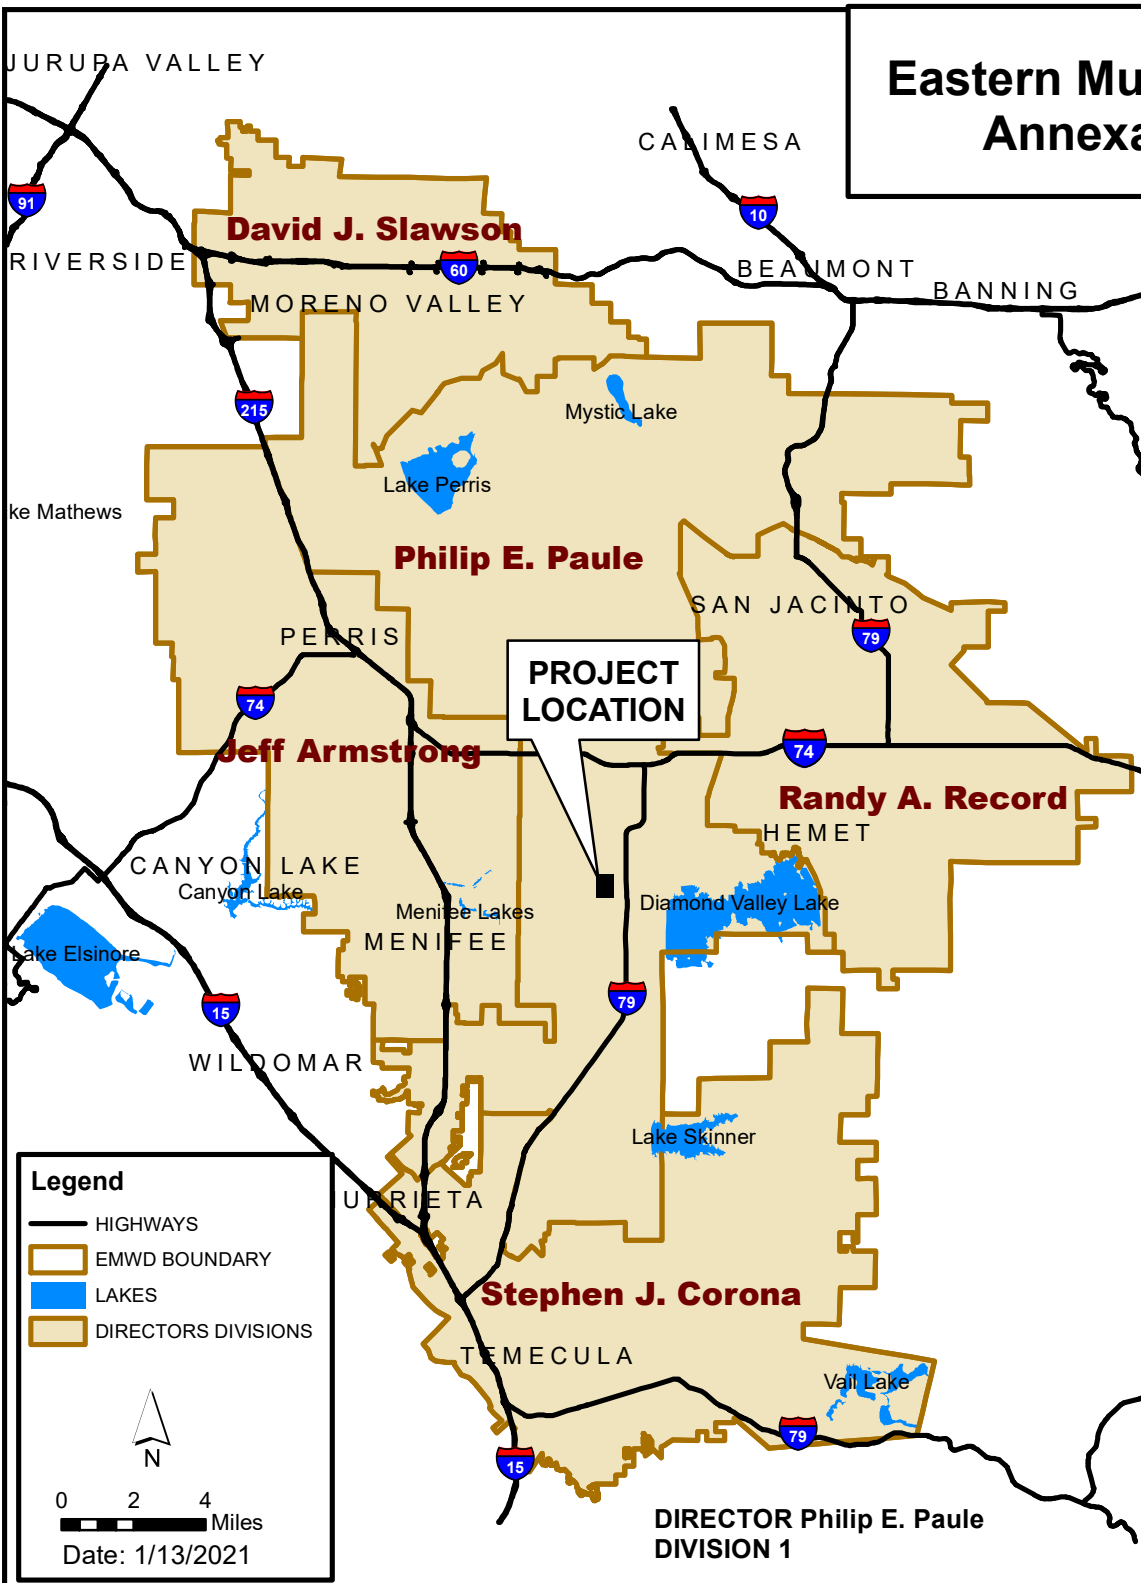 Eastern Mu
Annexa
JURUPA VALLEY
CALIMESA
91
10
David J. Slawson
RIVERSIDE
60
BEAUMONT
BANNING
MORENO VALLEY
215
Mystic Lake
Lake Perris
ke Mathews
Philip E. Paule
SAN JACINTO
79
PERRIS
PROJECT
LOCATION
74
Jeff Armstrong
74
Randy A. Record
HEMET
CANYON LAKE
Canyon Lake
Menifee Lakes
Diamond Valley Lake
MENIFEE
Lake Elsinore
15
79
WILDOMAR
Lake Skinner
URRIETA
Legend
HIGHWAYS
EMWD BOUNDARY
LAKES
DIRECTORS DIVISIONS
Stephen J. Corona
TEMECULA
Vail Lake
79
15
N
0 2 4
Miles
Date: 1/13/2021
DIRECTOR Philip E. Paule
DIVISION 1